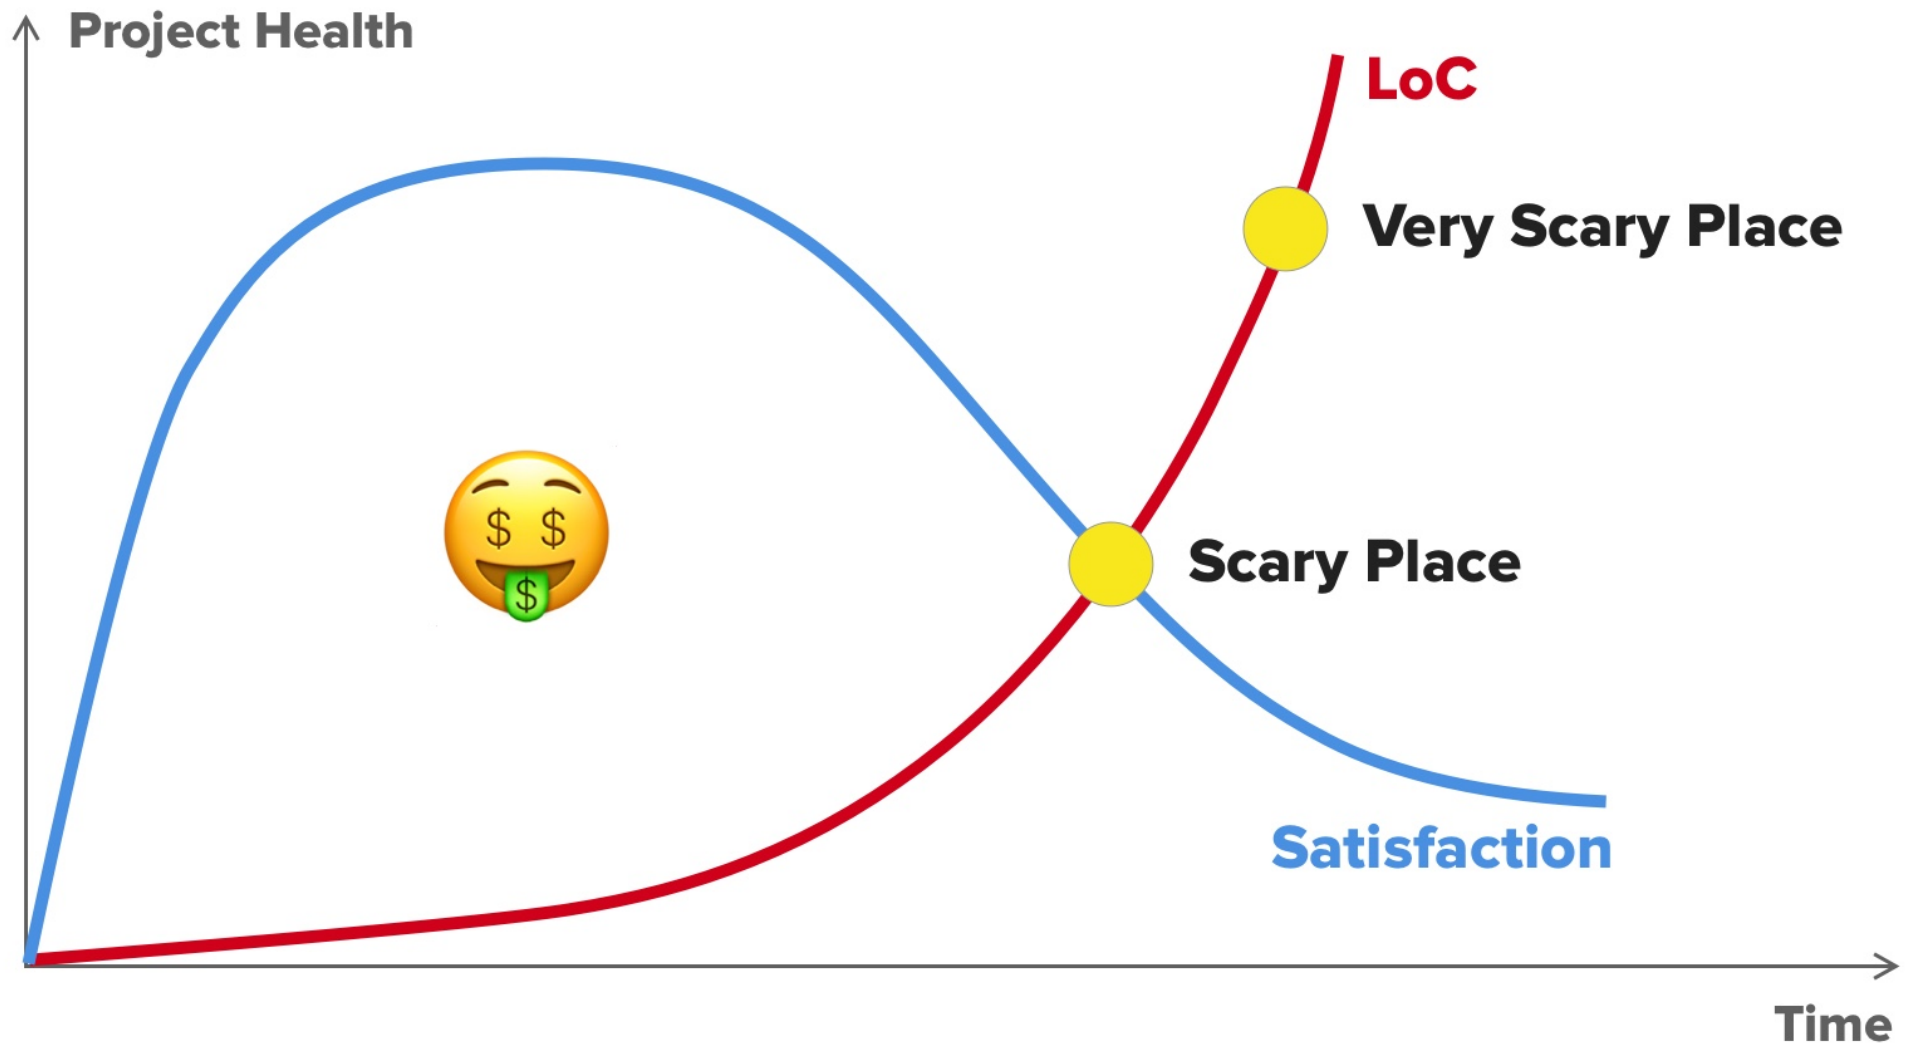 Project Health
LoC
Very Scary Place
$ $
$
Scary Place
Satisfaction
Time